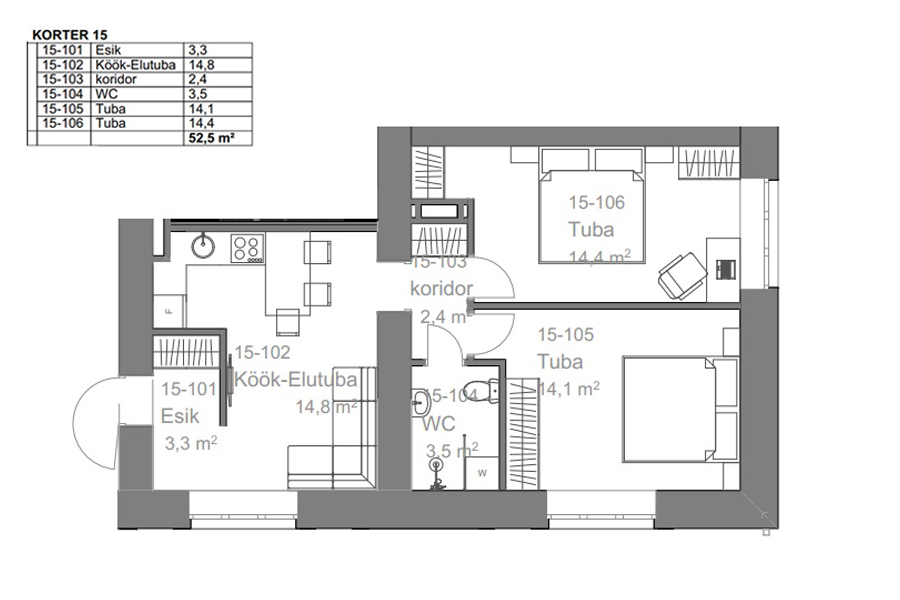 KORTER 15
15-101 Esik 3,3
15-102 Köök-Elutuba 14,8
15-103 koridor 2,4
15-104 WC 3,5
15-105 Tuba 14,1
15-106 Tuba 14,4
52,5 m²
15-106
Tuba
14,4 m²
15-103
koridor
2,4 m²
F
15-105
Tuba
14,1 m²
15-102
Köök-Elutuba
14,8 m²
15-101
Esik
3,3 m²
15-104
WC
3,5 m²
W